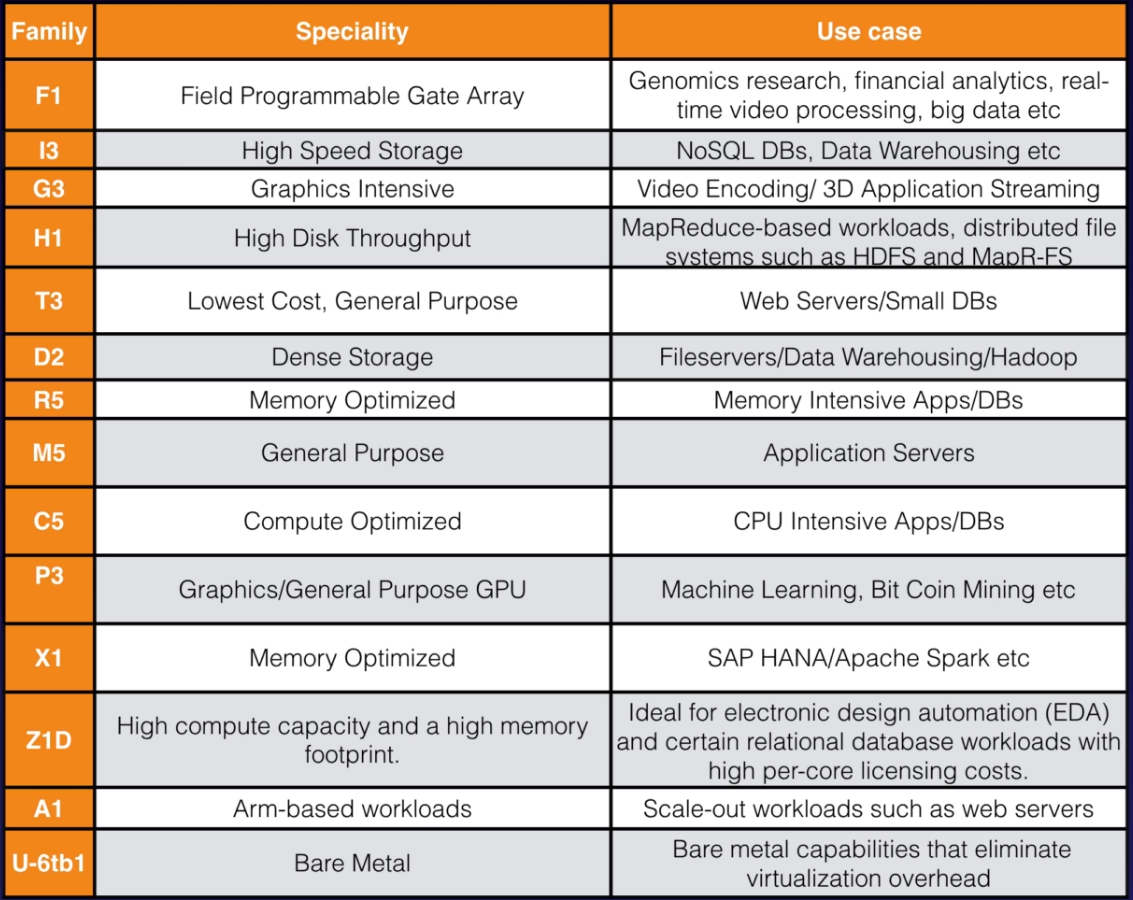 Family Speciality Use case
F1 Field Programmable Gate Array Genomics research, financial analytics, real-
time video processing, big data etc
I3 High Speed Storage NoSQL DBs, Data Warehousing etc
G3 Graphics Intensive Video Encoding/ 3D Application Streaming
H1 High Disk Throughput MapReduce-based workloads, distributed file
systems such as HDFS and MapR-FS
T3 Lowest Cost, General Purpose Web Servers/Small DBs
D2 Dense Storage Fileservers/Data Warehousing/Hadoop
R5 Memory Optimized Memory Intensive Apps/DBs
M5 General Purpose Application Servers
C5 Compute Optimized CPU Intensive Apps/DBs
P3 Graphics/General Purpose GPU Machine Learning, Bit Coin Mining etc
X1 Memory Optimized SAP HANA/Apache Spark etc
Z1D High compute capacity and a high memory
footprint. Ideal for electronic design automation (EDA)
and certain relational database workloads with
high per-core licensing costs.
A1 Arm-based workloads Scale-out workloads such as web servers
U-6tb1 Bare Metal Bare metal capabilities that eliminate
virtualization overhead